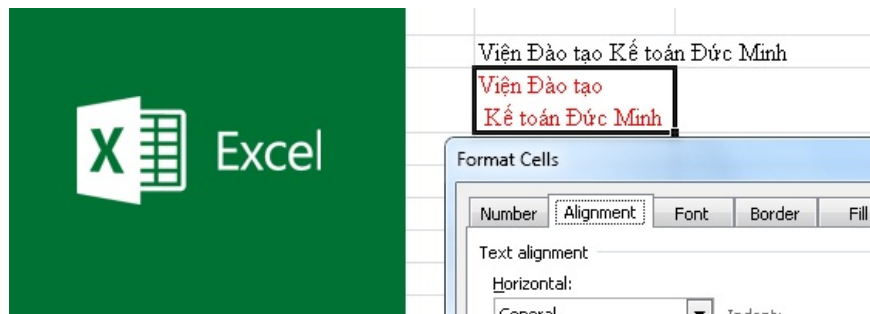 X
Excel
Viện Đào tạo Kế toán Đức Minh
Viện Đào tạo
Kế toán Đức Minh
Format Cells
Number Alignment Font Border Fill
Text alignment
Horizontal:
General